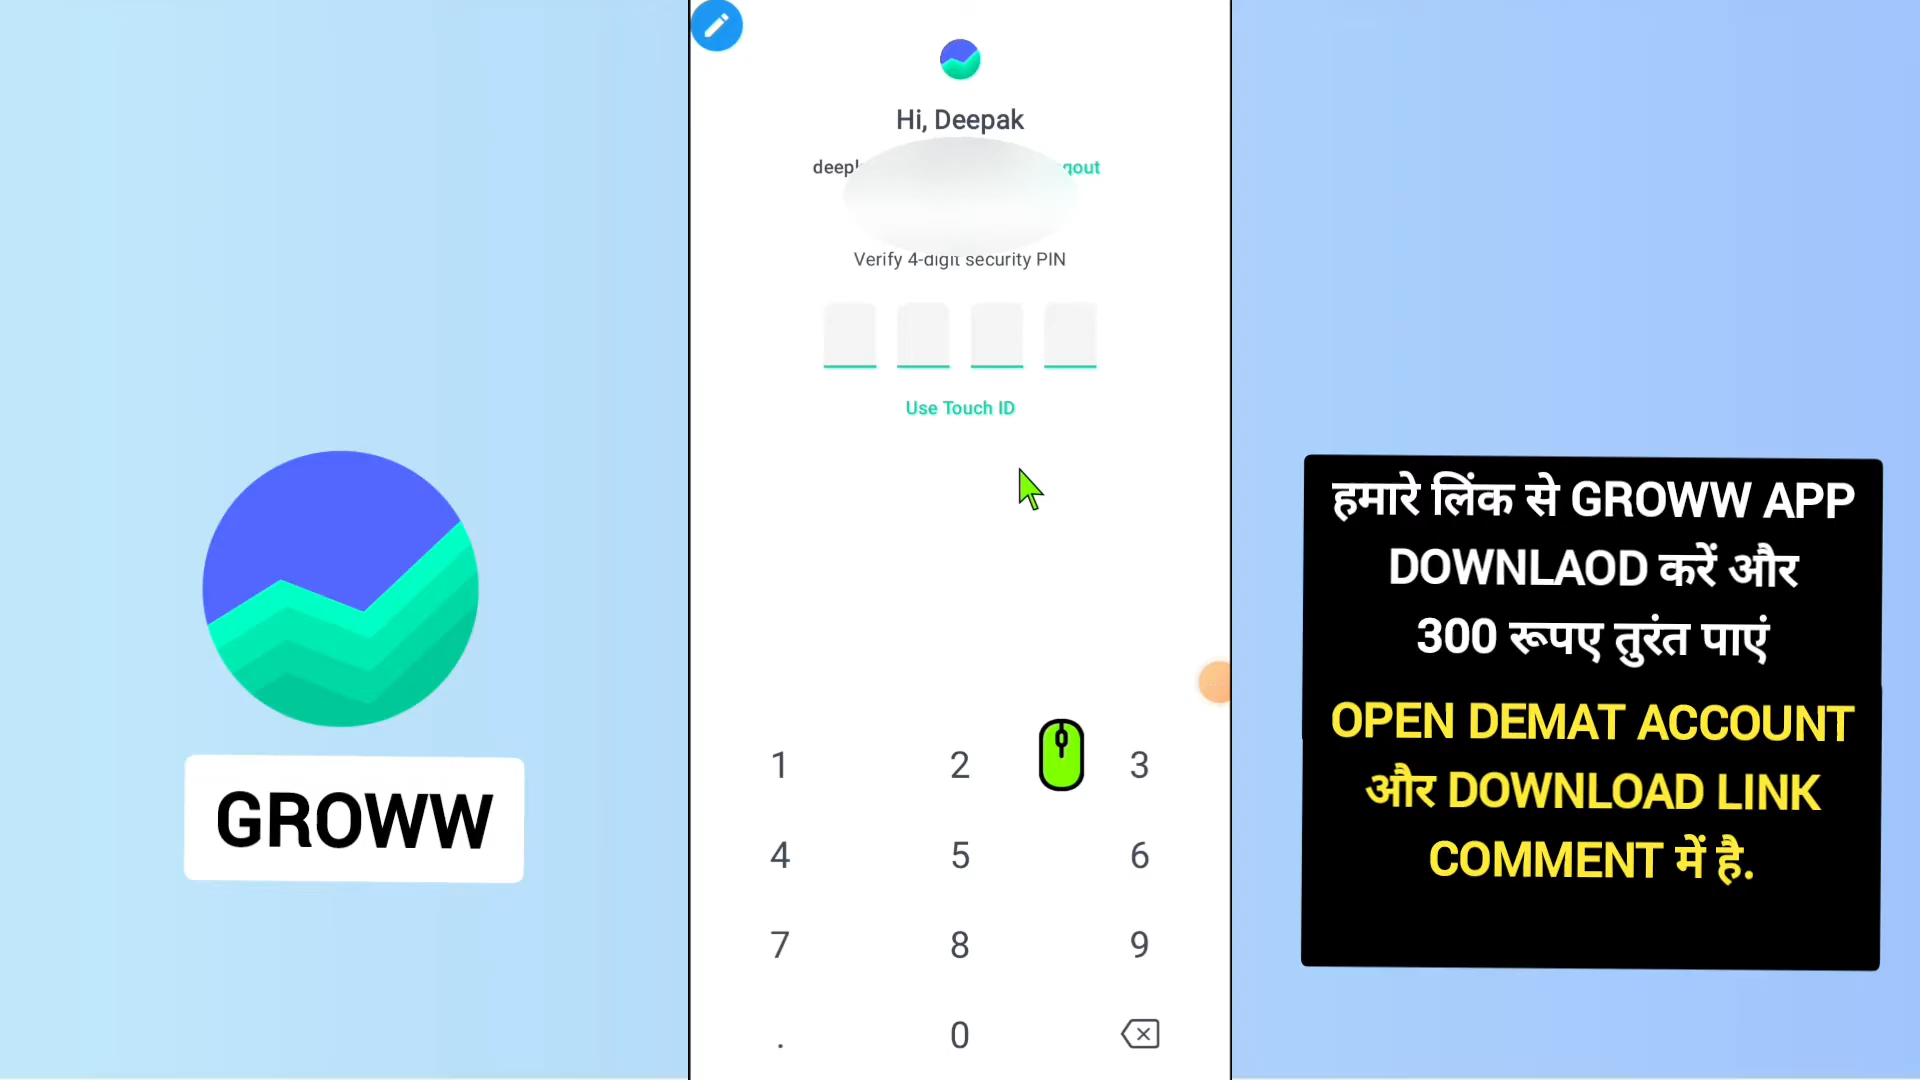 Hi, Deepak
Verify 4-digit security PIN
Use Touch ID
1 2 3
4 5 6
7 8 9
. 0
GROWW
हमारे लिंक से GROWW APP
DOWNLAOD करें और
300 रूपए तुरंत पाएं
OPEN DEMAT ACCOUNT
और DOWNLOAD LINK
COMMENT में है.